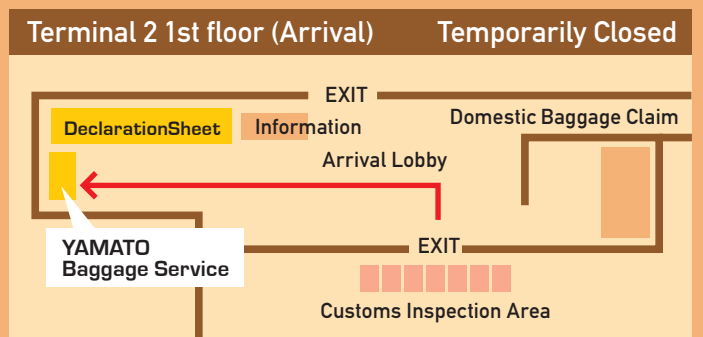 Terminal 2 1st floor (Arrival) Temporarily Closed
EXIT
Domestic Baggage Claim
DeclarationSheet
Information
Arrival Lobby
YAMATO
Baggage Service
EXIT
Customs Inspection Area